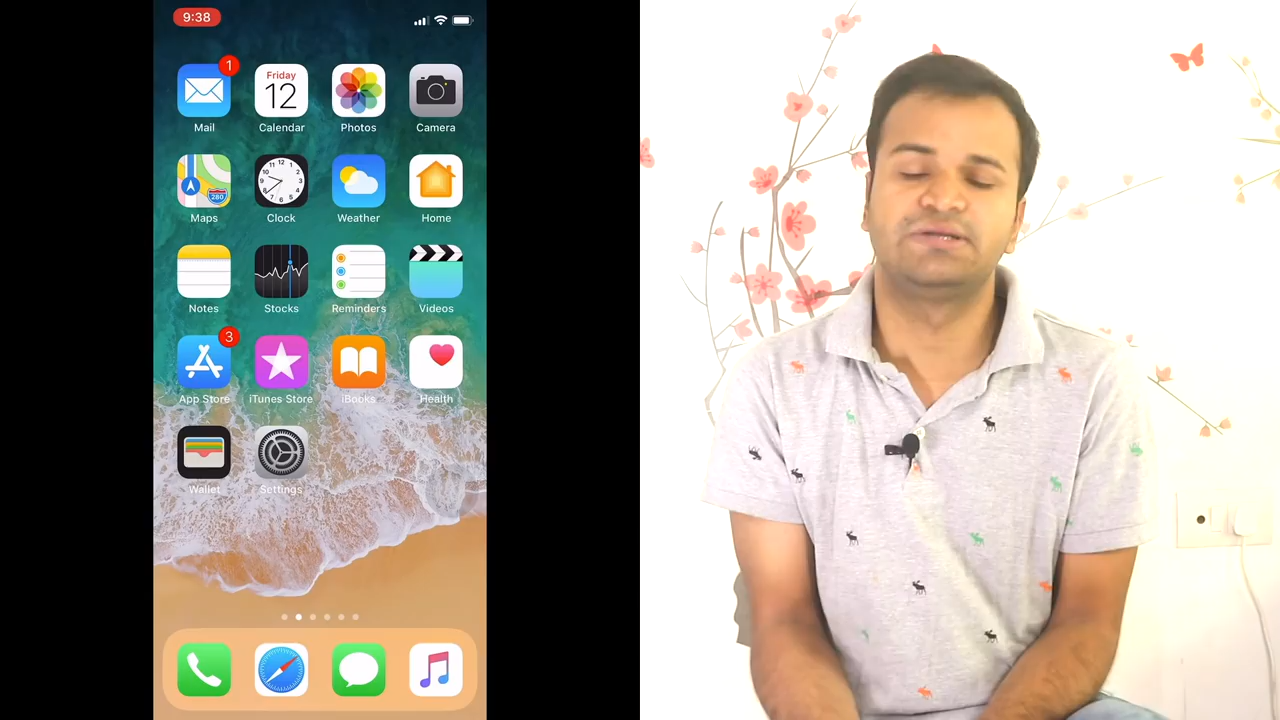 9:38
1
Friday
12
Mail
Calendar
Photos
Camera
280
Maps
Clock
Weather
Home
Notes
Stocks
Reminders
Videos
3
App Store
iTunes Store
iBooks
Health
Wallet
Settings